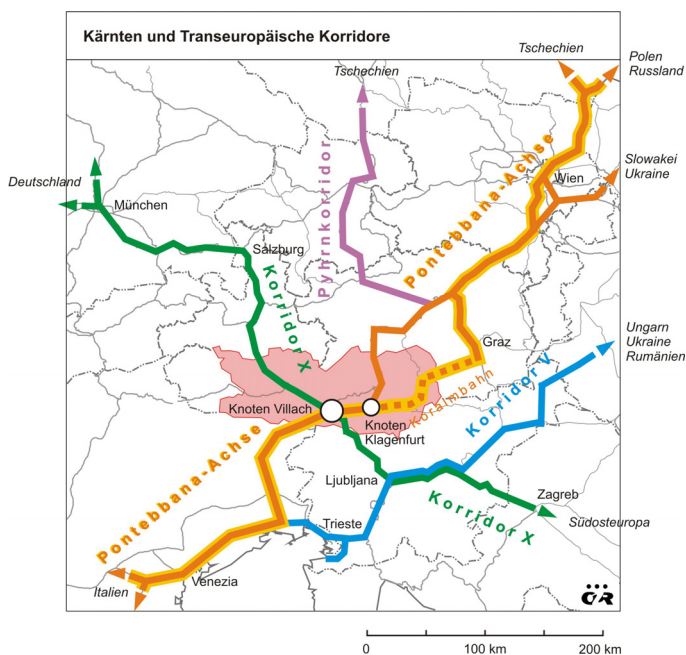 Kärnten und Transeuropäische Korridore
Tschechien
Polen
Russland
Tschechien
Pontebbana-Achse
Slowakei
Ukraine
Wien
Deutschland
München
Pyhrnkorridor
Salzburg
Korridor X
Graz
Ungarn
Ukraine
Rumänien
Korridor V
Koralmbahn
Knoten Villach
Knoten
Klagenfurt
Pontebbana-Achse
Ljubljana
Korridor X
Zagreb
Südosteuropa
Trieste
Venezia
Italien
0 100 km 200 km